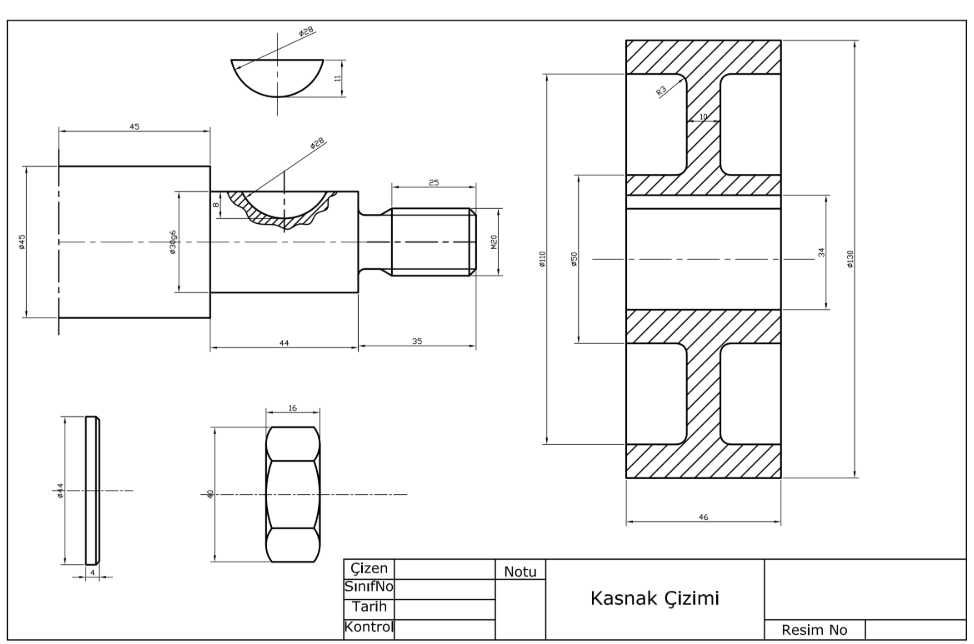 ø28
11
45
ø28
25
8
ø45
ø30g6
M20
44
35
R3
10
ø110
ø50
34
ø130
46
ø44
4
16
40
Çizen
SınıfNo
Tarih
Kontrol
Notu
Kasnak Çizimi
Resim No